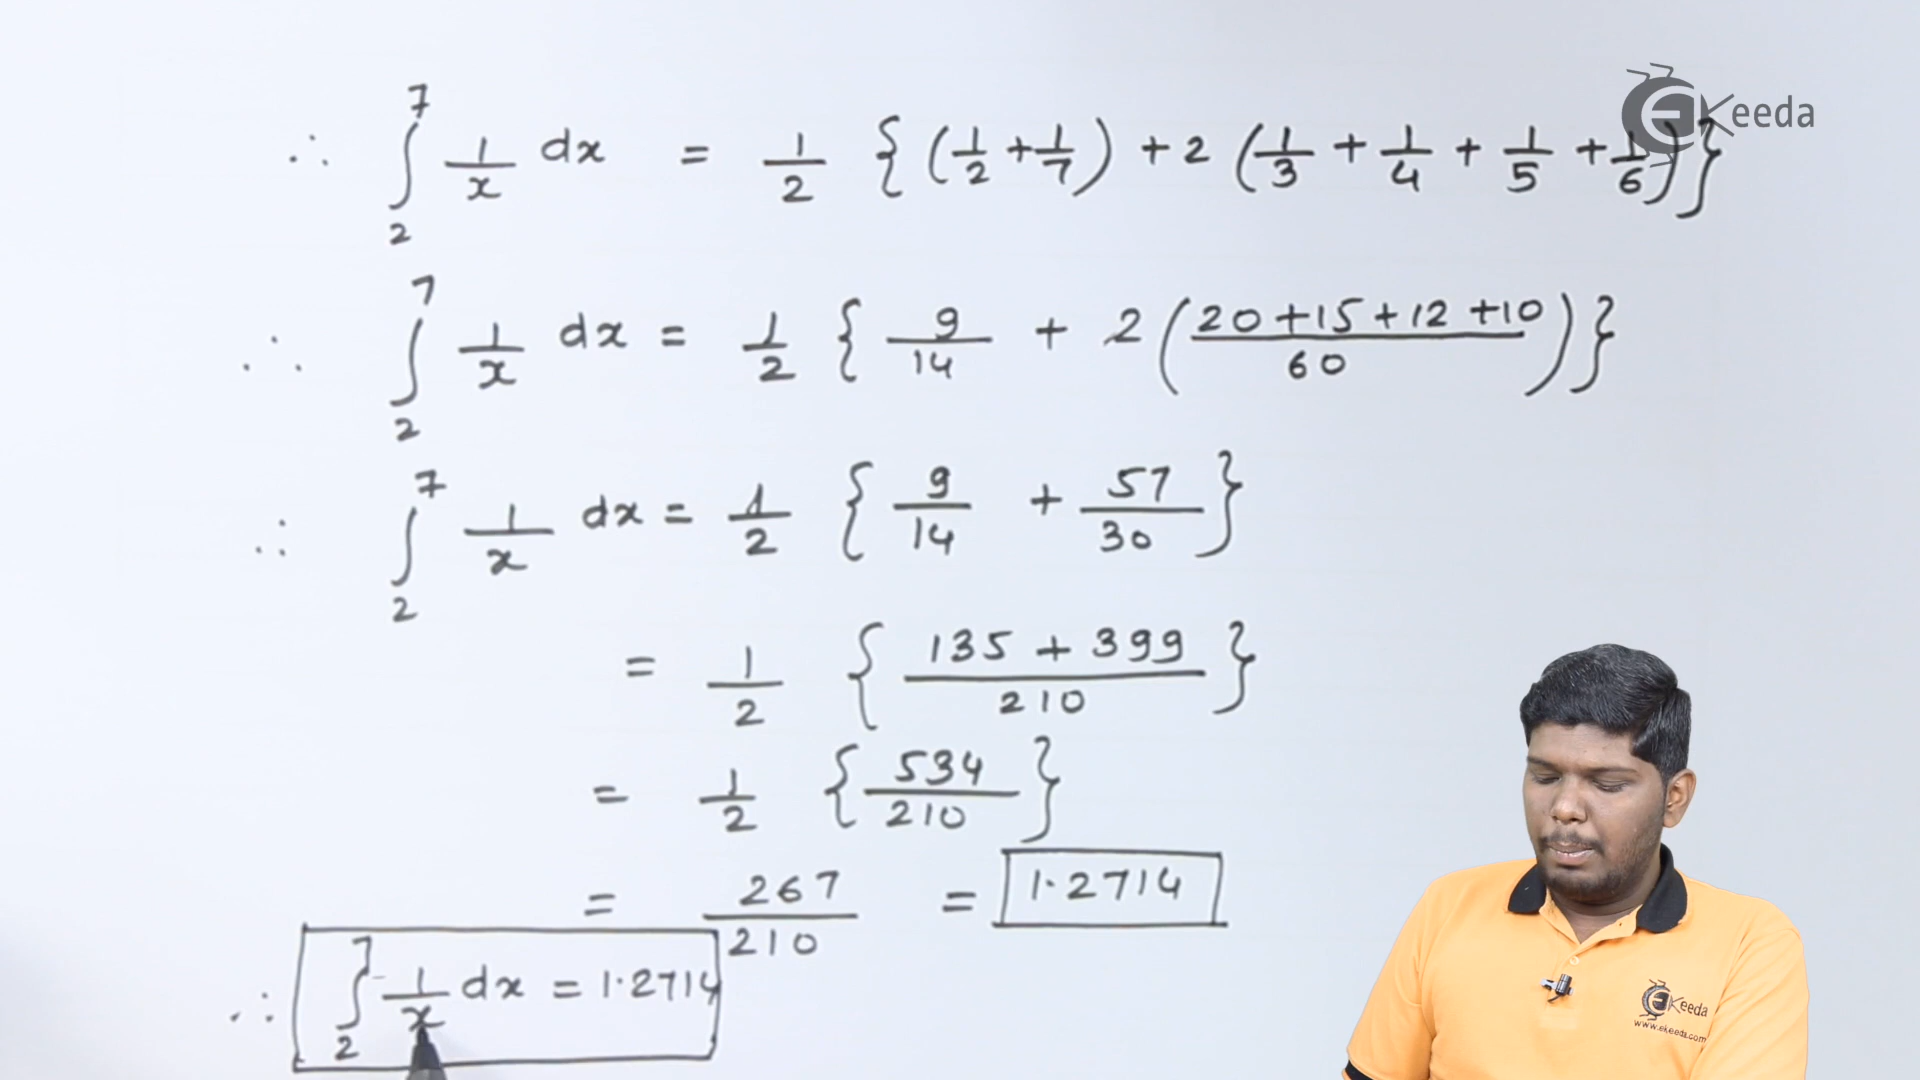 EKeeda
∴ ∫₂⁷ 1/x dx = 1/2 {(1/2 + 1/7) + 2 (1/3 + 1/4 + 1/5 + 1/6)}
∴ ∫₂⁷ 1/x dx = 1/2 {9/14 + 2 ((20+15+12+10)/60)}
∴ ∫₂⁷ 1/x dx = 1/2 {9/14 + 57/30}
= 1/2 {(135 + 399)/210}
= 1/2 {534/210}
= 267/210 = 1.2714
∴ ∫₂⁷ 1/x dx = 1.2714
EKeeda
www.ekeeda.com